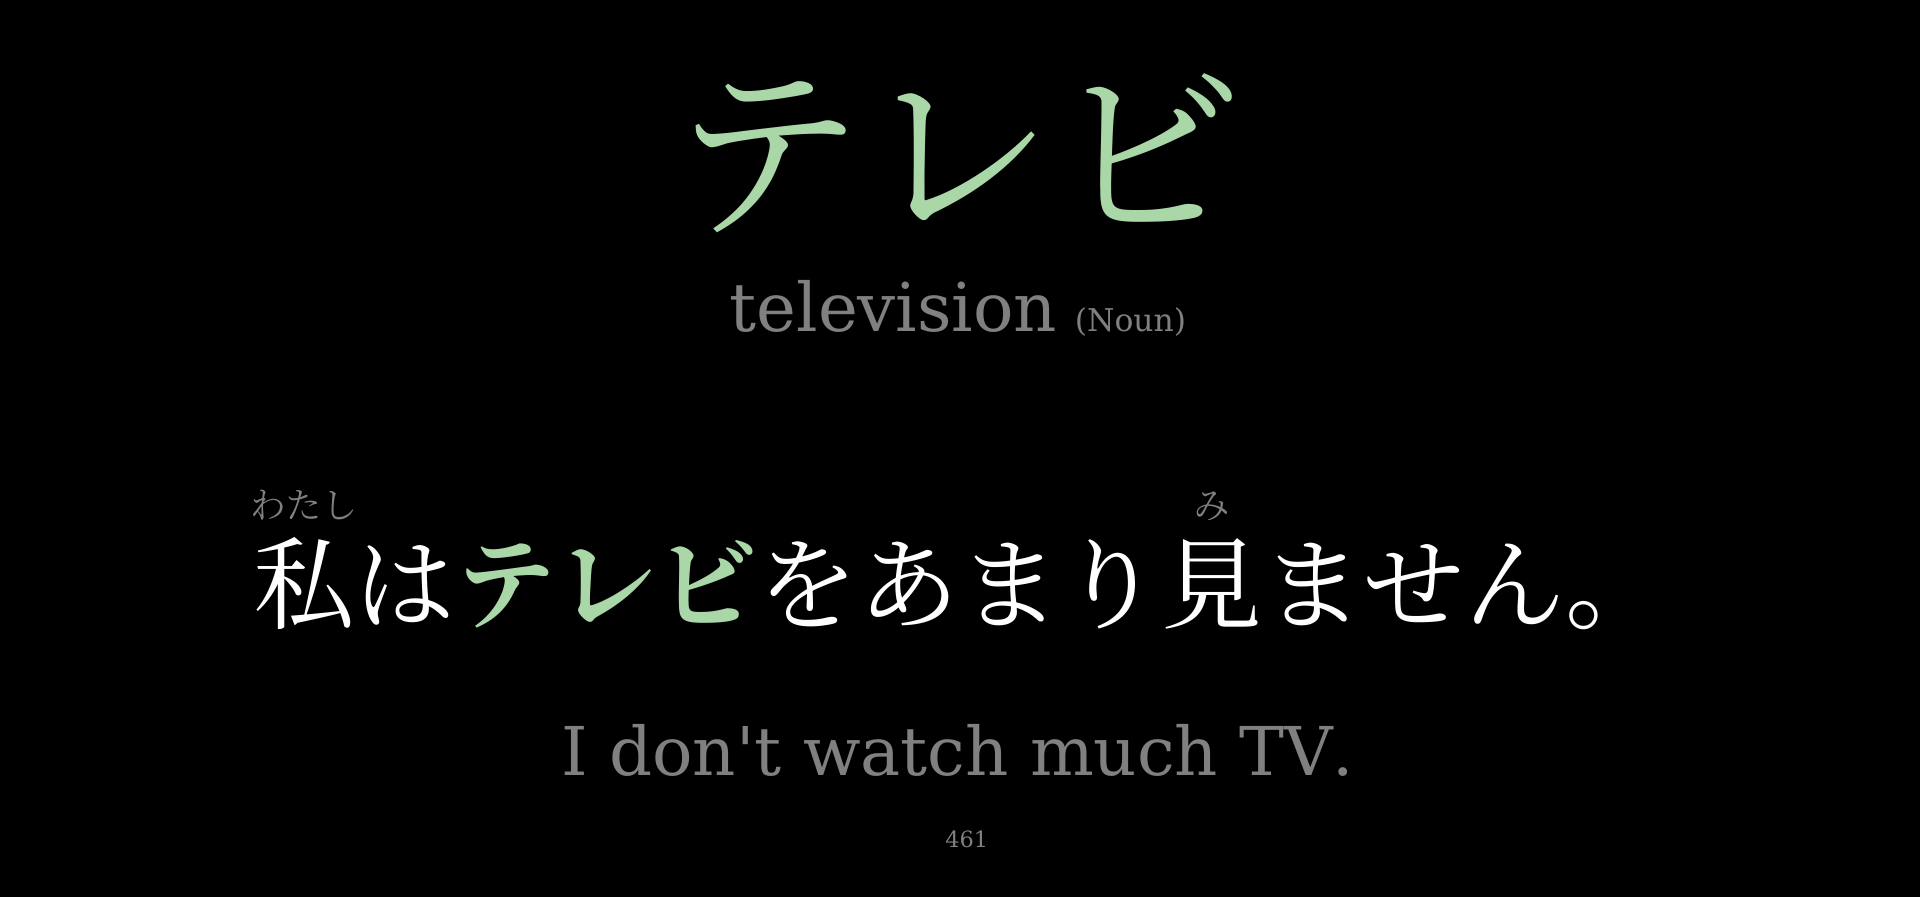 テレビ
television (Noun)
わたし み
私はテレビをあまり見ません。
I don't watch much TV.
461